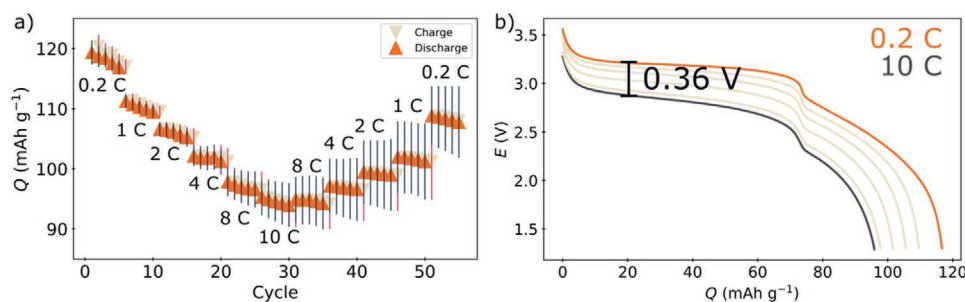 a)
Charge
Discharge
120
110
100
90
Q (mAh g⁻¹)
0.2 C
1 C
2 C
4 C
8 C
10 C
8 C
4 C
2 C
1 C
0.2 C
0 10 20 30 40 50
Cycle
b)
0.2 C
10 C
0.36 V
3.5
3.0
2.5
2.0
1.5
E (V)
0 20 40 60 80 100 120
Q (mAh g⁻¹)